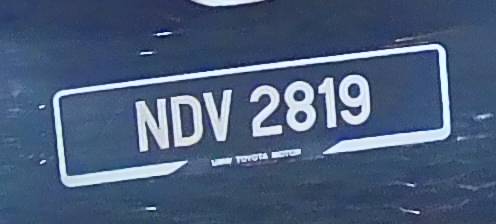 NDV 2819
UMW TOYOTA MOTOR